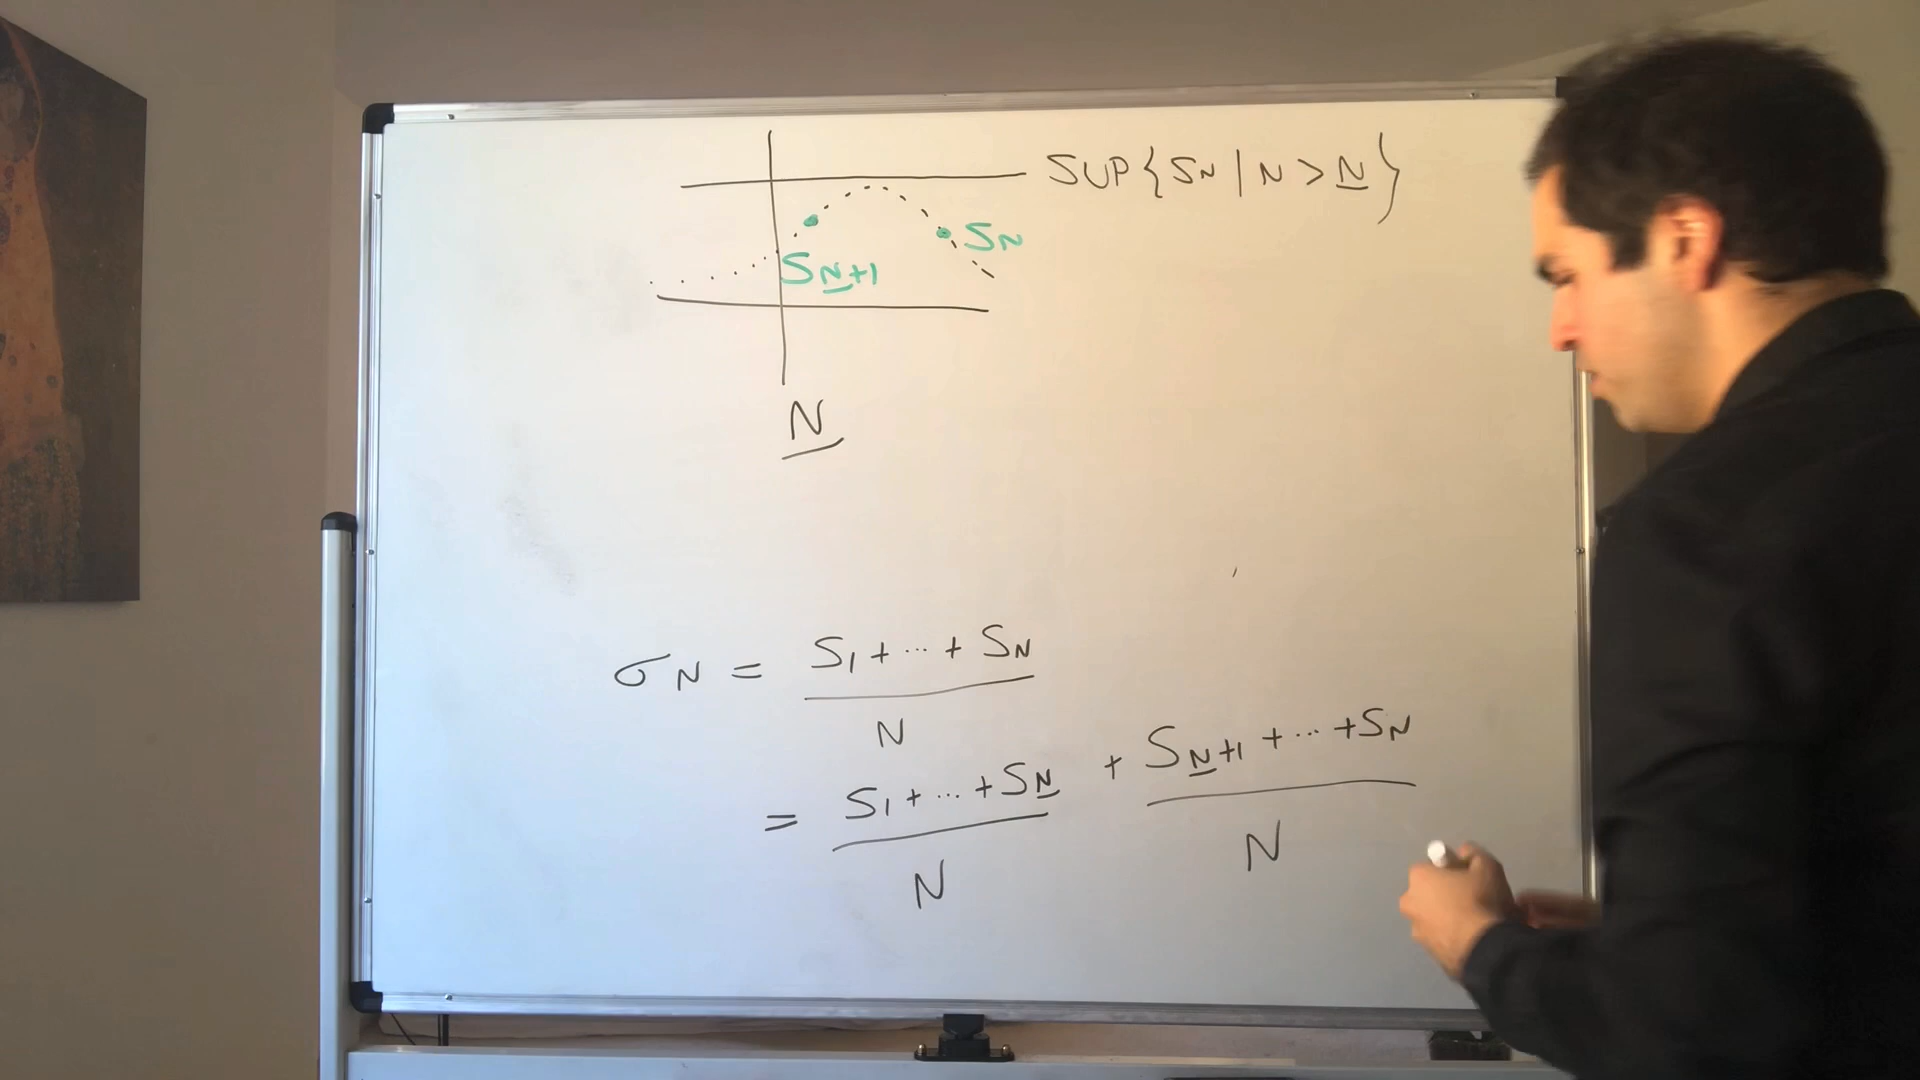 SUP{SN | N > N̲}
SN
SN̲+1
N̲
σN = S1 + ... + SN
N
= S1 + ... + SN̲ + SN̲+1 + ... + SN
N N